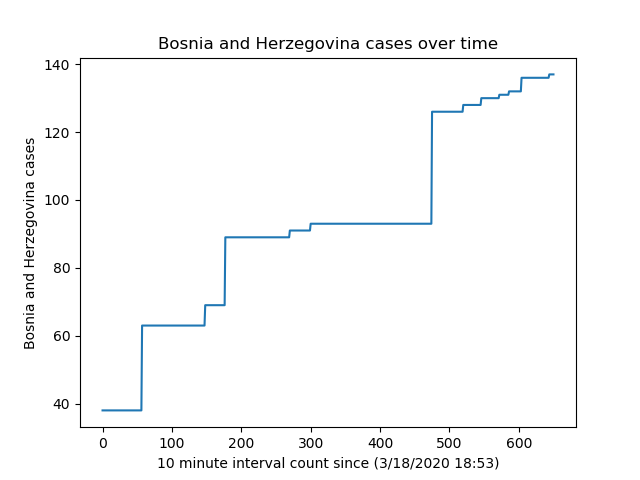 Bosnia and Herzegovina cases over time
Bosnia and Herzegovina cases
140
120
100
80
60
40
0 100 200 300 400 500 600
10 minute interval count since (3/18/2020 18:53)